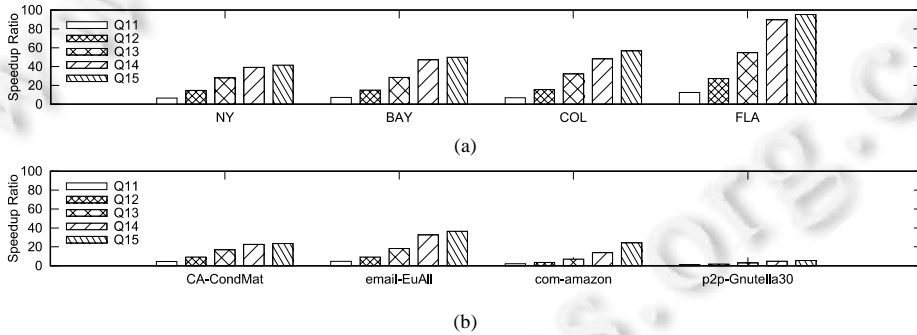 100
80
60
40
20
0
Speedup Ratio
Q11
Q12
Q13
Q14
Q15
NY BAY COL FLA
(a)
100
80
60
40
20
0
Speedup Ratio
Q11
Q12
Q13
Q14
Q15
CA-CondMat email-EuAll com-amazon p2p-Gnutella30
(b)
s.org.c